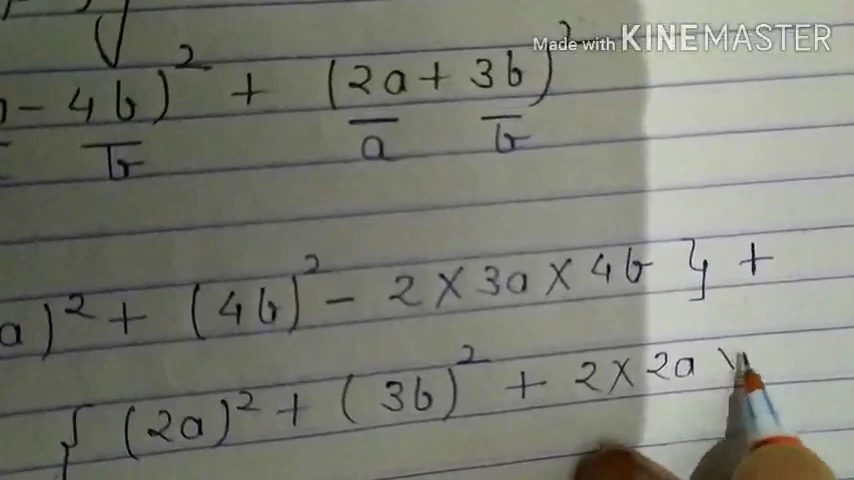 Made with KINEMASTER
- 4b)² + (2a + 3b)²
b a b
a)² + (4b)² - 2 × 3a × 4b } +
{ (2a)² + (3b)² + 2 × 2a ×